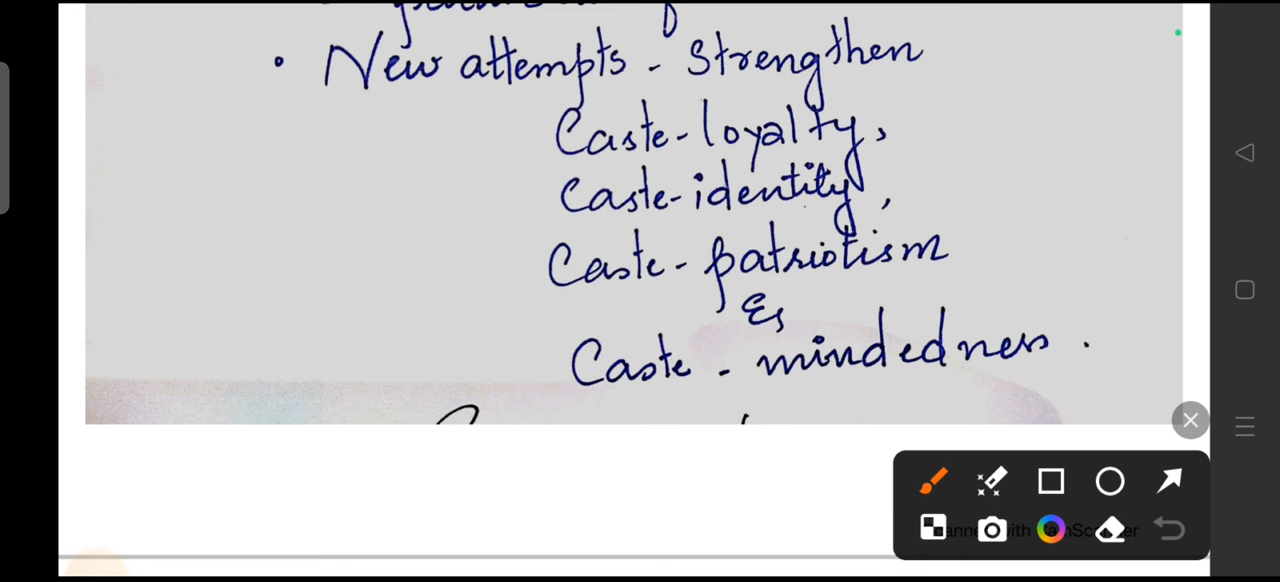 • New attempts - Strengthen
Caste-loyalty,
Caste-identity,
Caste-patriotism
&
Caste-mindedness.